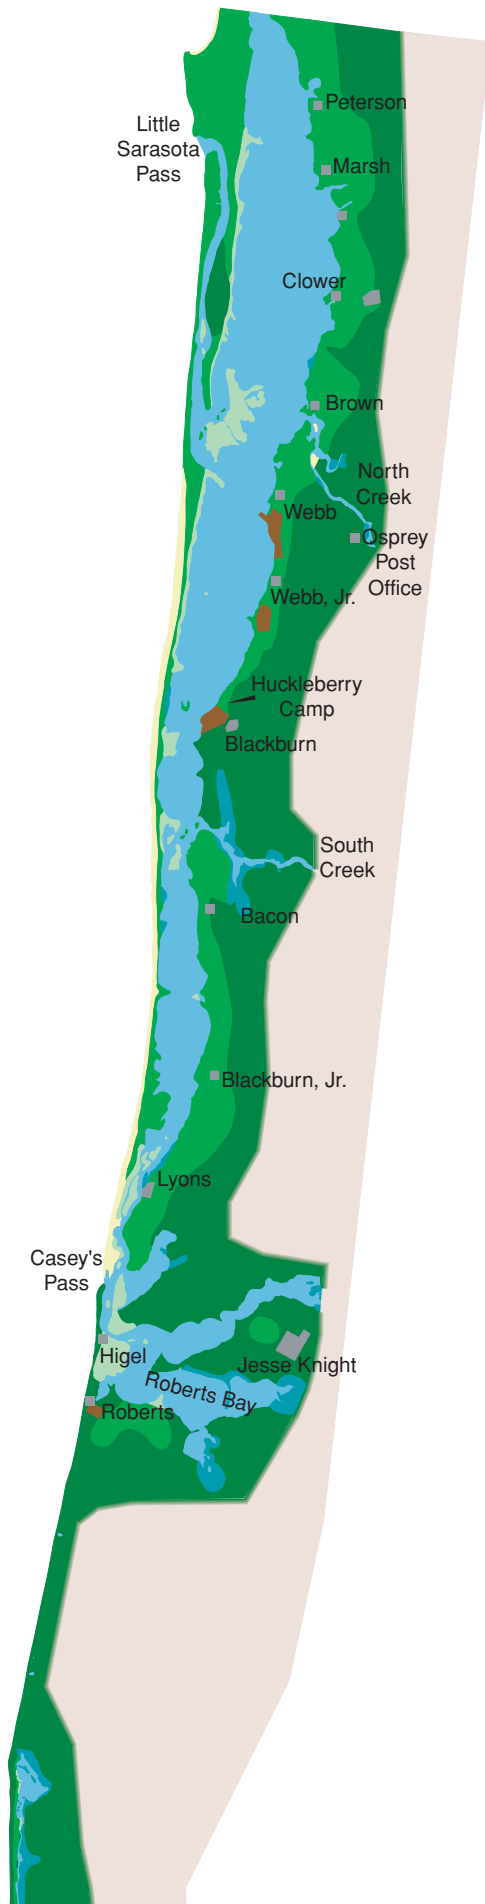 Peterson
Little
Sarasota
Pass
Marsh
Clower
Brown
North
Creek
Webb
Osprey
Post
Office
Webb, Jr.
Huckleberry
Camp
Blackburn
South
Creek
Bacon
Blackburn, Jr.
Lyons
Casey's
Pass
Higel
Jesse Knight
Roberts Bay
Roberts